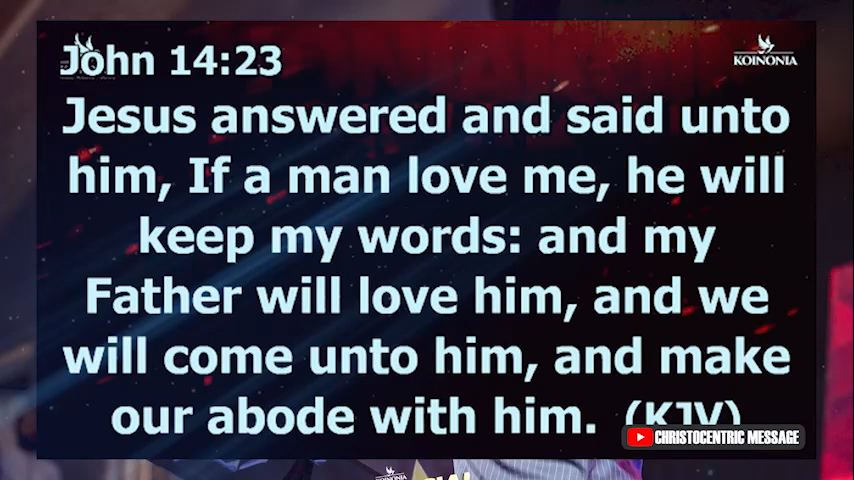 John 14:23
KOINONIA
Jesus answered and said unto
him, If a man love me, he will
keep my words: and my
Father will love him, and we
will come unto him, and make
our abode with him. (KJV)
CHRISTOCENTRIC MESSAGE
KOINONIA